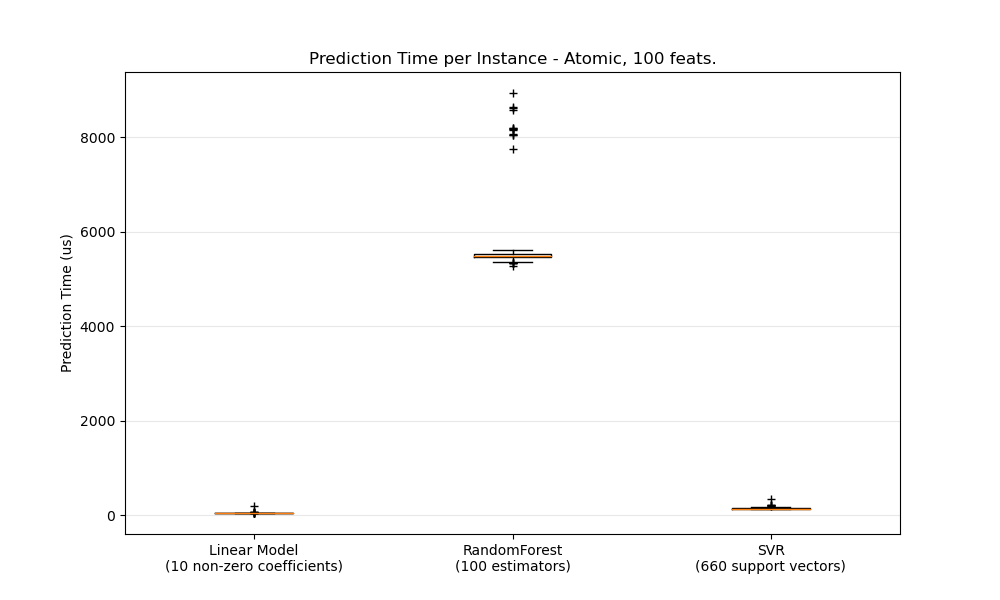 Prediction Time per Instance - Atomic, 100 feats.
Prediction Time (us)
8000
6000
4000
2000
0
Linear Model
(10 non-zero coefficients)
RandomForest
(100 estimators)
SVR
(660 support vectors)